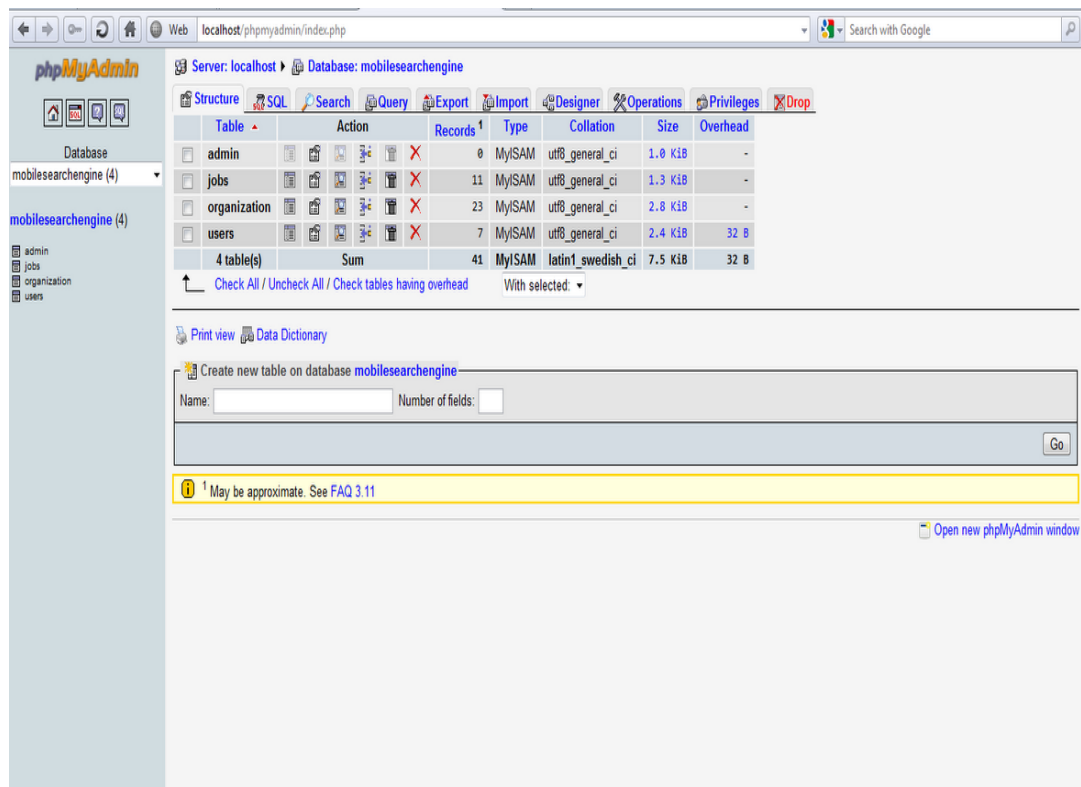 Web localhost/phpmyadmin/index.php Search with Google
phpMyAdmin
Database
mobilesearchengine (4)
mobilesearchengine (4)
admin
jobs
organization
users
Server: localhost Database: mobilesearchengine
Structure SQL Search Query Export Import Designer Operations Privileges Drop
Table Action Records 1 Type Collation Size Overhead
admin 0 MyISAM utf8_general_ci 1.0 KiB -
jobs 11 MyISAM utf8_general_ci 1.3 KiB -
organization 23 MyISAM utf8_general_ci 2.8 KiB -
users 7 MyISAM utf8_general_ci 2.4 KiB 32 B
4 table(s) Sum 41 MyISAM latin1_swedish_ci 7.5 KiB 32 B
Check All / Uncheck All / Check tables having overhead With selected:
Print view Data Dictionary
Create new table on database mobilesearchengine
Name: Number of fields:
Go
1 May be approximate. See FAQ 3.11
Open new phpMyAdmin window